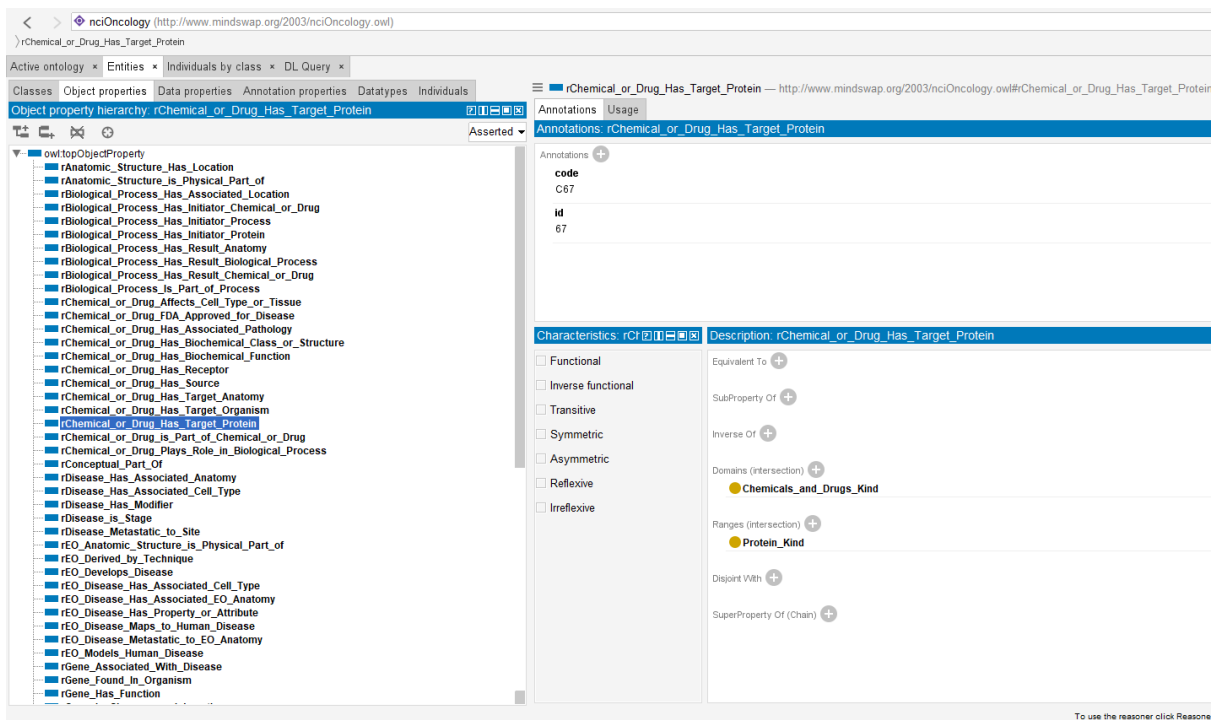 nciOncology (http://www.mindswap.org/2003/nciOncology.owl)
rChemical_or_Drug_Has_Target_Protein
Active ontology × Entities × Individuals by class × DL Query ×
Classes Object properties Data properties Annotation properties Datatypes Individuals
Object property hierarchy: rChemical_or_Drug_Has_Target_Protein
Asserted
owl:topObjectProperty
rAnatomic_Structure_Has_Location
rAnatomic_Structure_is_Physical_Part_of
rBiological_Process_Has_Associated_Location
rBiological_Process_Has_Initiator_Chemical_or_Drug
rBiological_Process_Has_Initiator_Process
rBiological_Process_Has_Initiator_Protein
rBiological_Process_Has_Result_Anatomy
rBiological_Process_Has_Result_Biological_Process
rBiological_Process_Has_Result_Chemical_or_Drug
rBiological_Process_Is_Part_of_Process
rChemical_or_Drug_Affects_Cell_Type_or_Tissue
rChemical_or_Drug_FDA_Approved_for_Disease
rChemical_or_Drug_Has_Associated_Pathology
rChemical_or_Drug_Has_Biochemical_Class_or_Structure
rChemical_or_Drug_Has_Biochemical_Function
rChemical_or_Drug_Has_Receptor
rChemical_or_Drug_Has_Source
rChemical_or_Drug_Has_Target_Anatomy
rChemical_or_Drug_Has_Target_Organism
rChemical_or_Drug_Has_Target_Protein
rChemical_or_Drug_is_Part_of_Chemical_or_Drug
rChemical_or_Drug_Plays_Role_in_Biological_Process
rConceptual_Part_Of
rDisease_Has_Associated_Anatomy
rDisease_Has_Associated_Cell_Type
rDisease_Has_Modifier
rDisease_is_Stage
rDisease_Metastatic_to_Site
rEO_Anatomic_Structure_is_Physical_Part_of
rEO_Derived_by_Technique
rEO_Develops_Disease
rEO_Disease_Has_Associated_Cell_Type
rEO_Disease_Has_Associated_EO_Anatomy
rEO_Disease_Has_Property_or_Attribute
rEO_Disease_Maps_to_Human_Disease
rEO_Disease_Metastatic_to_EO_Anatomy
rEO_Models_Human_Disease
rGene_Associated_With_Disease
rGene_Found_In_Organism
rGene_Has_Function
rChemical_or_Drug_Has_Target_Protein — http://www.mindswap.org/2003/nciOncology.owl#rChemical_or_Drug_Has_Target_Protein
Annotations Usage
Annotations: rChemical_or_Drug_Has_Target_Protein
Annotations
code
C67
id
67
Characteristics: rCh
Functional
Inverse functional
Transitive
Symmetric
Asymmetric
Reflexive
Irreflexive
Description: rChemical_or_Drug_Has_Target_Protein
Equivalent To
SubProperty Of
Inverse Of
Domains (intersection)
Chemicals_and_Drugs_Kind
Ranges (intersection)
Protein_Kind
Disjoint With
SuperProperty Of (Chain)
To use the reasoner click Reasone